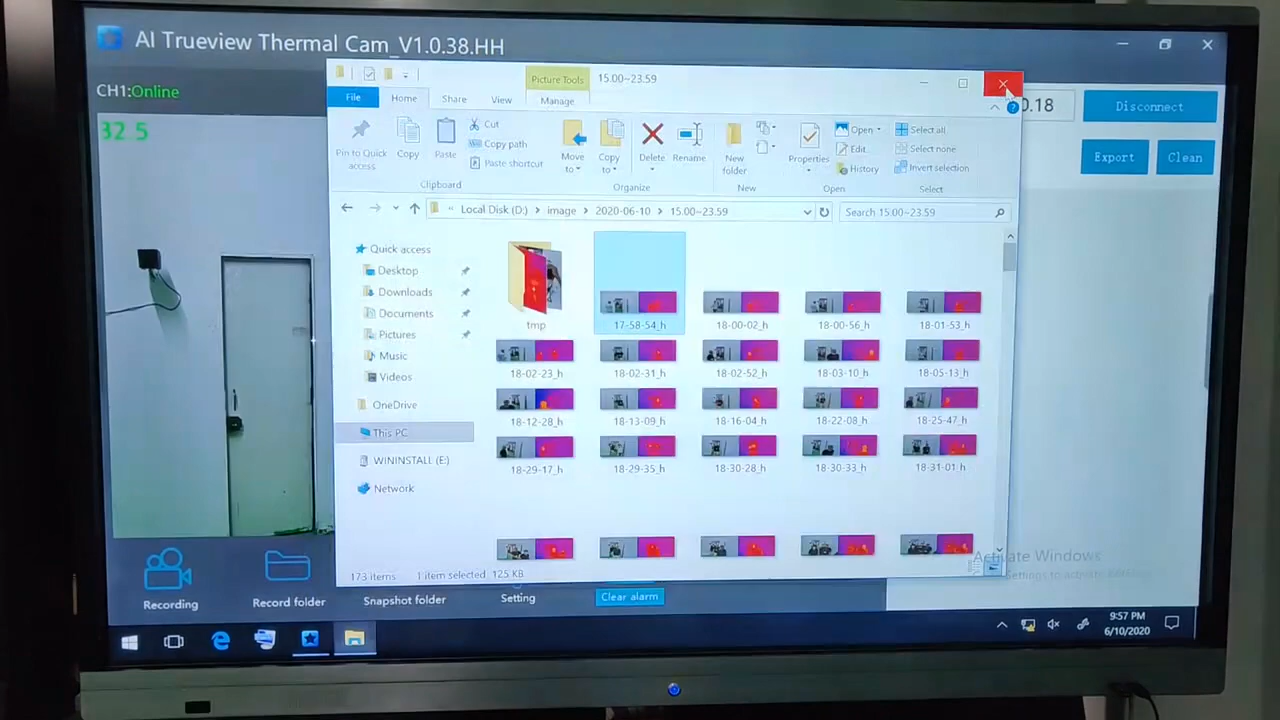 AI Trueview Thermal Cam_V1.0.38.HH
CH1:Online
32 5
Picture Tools
15.00~23.59
File
Home
Share
View
Manage
0.18
Disconnect
Export
Clean
Pin to Quick access
Copy
Paste
Cut
Copy path
Paste shortcut
Clipboard
Move to
Copy to
Delete
Rename
Organize
New folder
New
Properties
Open
Edit
History
Open
Select all
Select none
Invert selection
Select
« Local Disk (D:) > image > 2020-06-10 > 15.00~23.59
Search 15.00~23.59
Quick access
Desktop
Downloads
Documents
Pictures
Music
Videos
OneDrive
This PC
WININSTALL (E:)
Network
tmp
17-58-54_h
18-00-02_h
18-00-56_h
18-01-53_h
18-02-23_h
18-02-31_h
18-02-52_h
18-03-10_h
18-05-13_h
18-12-28_h
18-13-09_h
18-16-04_h
18-22-08_h
18-25-47_h
18-29-17_h
18-29-35_h
18-30-28_h
18-30-33_h
18-31-01_h
173 items
1 item selected 125 KB
Activate Windows
Settings to activate
Recording
Record folder
Snapshot folder
Setting
Clear alarm
9:57 PM
6/10/2020